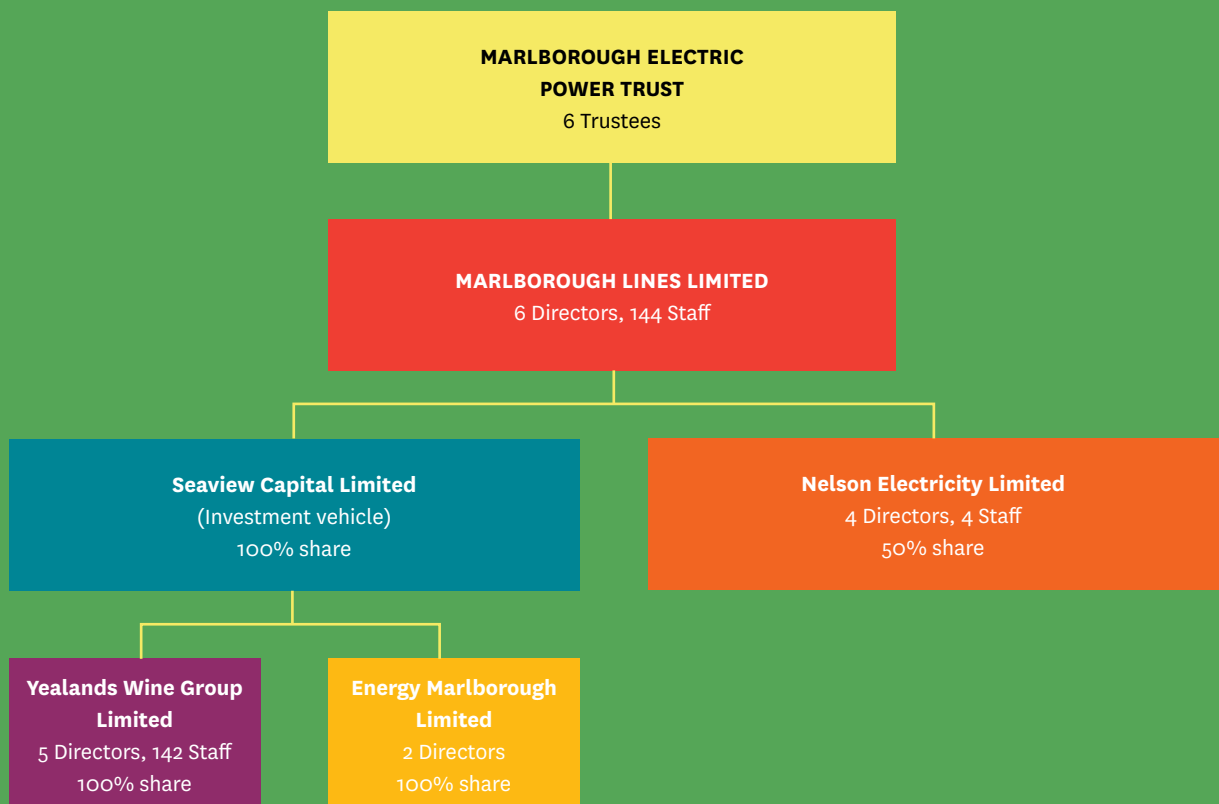 MARLBOROUGH ELECTRIC
POWER TRUST
6 Trustees
MARLBOROUGH LINES LIMITED
6 Directors, 144 Staff
Seaview Capital Limited
(Investment vehicle)
100% share
Nelson Electricity Limited
4 Directors, 4 Staff
50% share
Yealands Wine Group
Limited
5 Directors, 142 Staff
100% share
Energy Marlborough
Limited
2 Directors
100% share